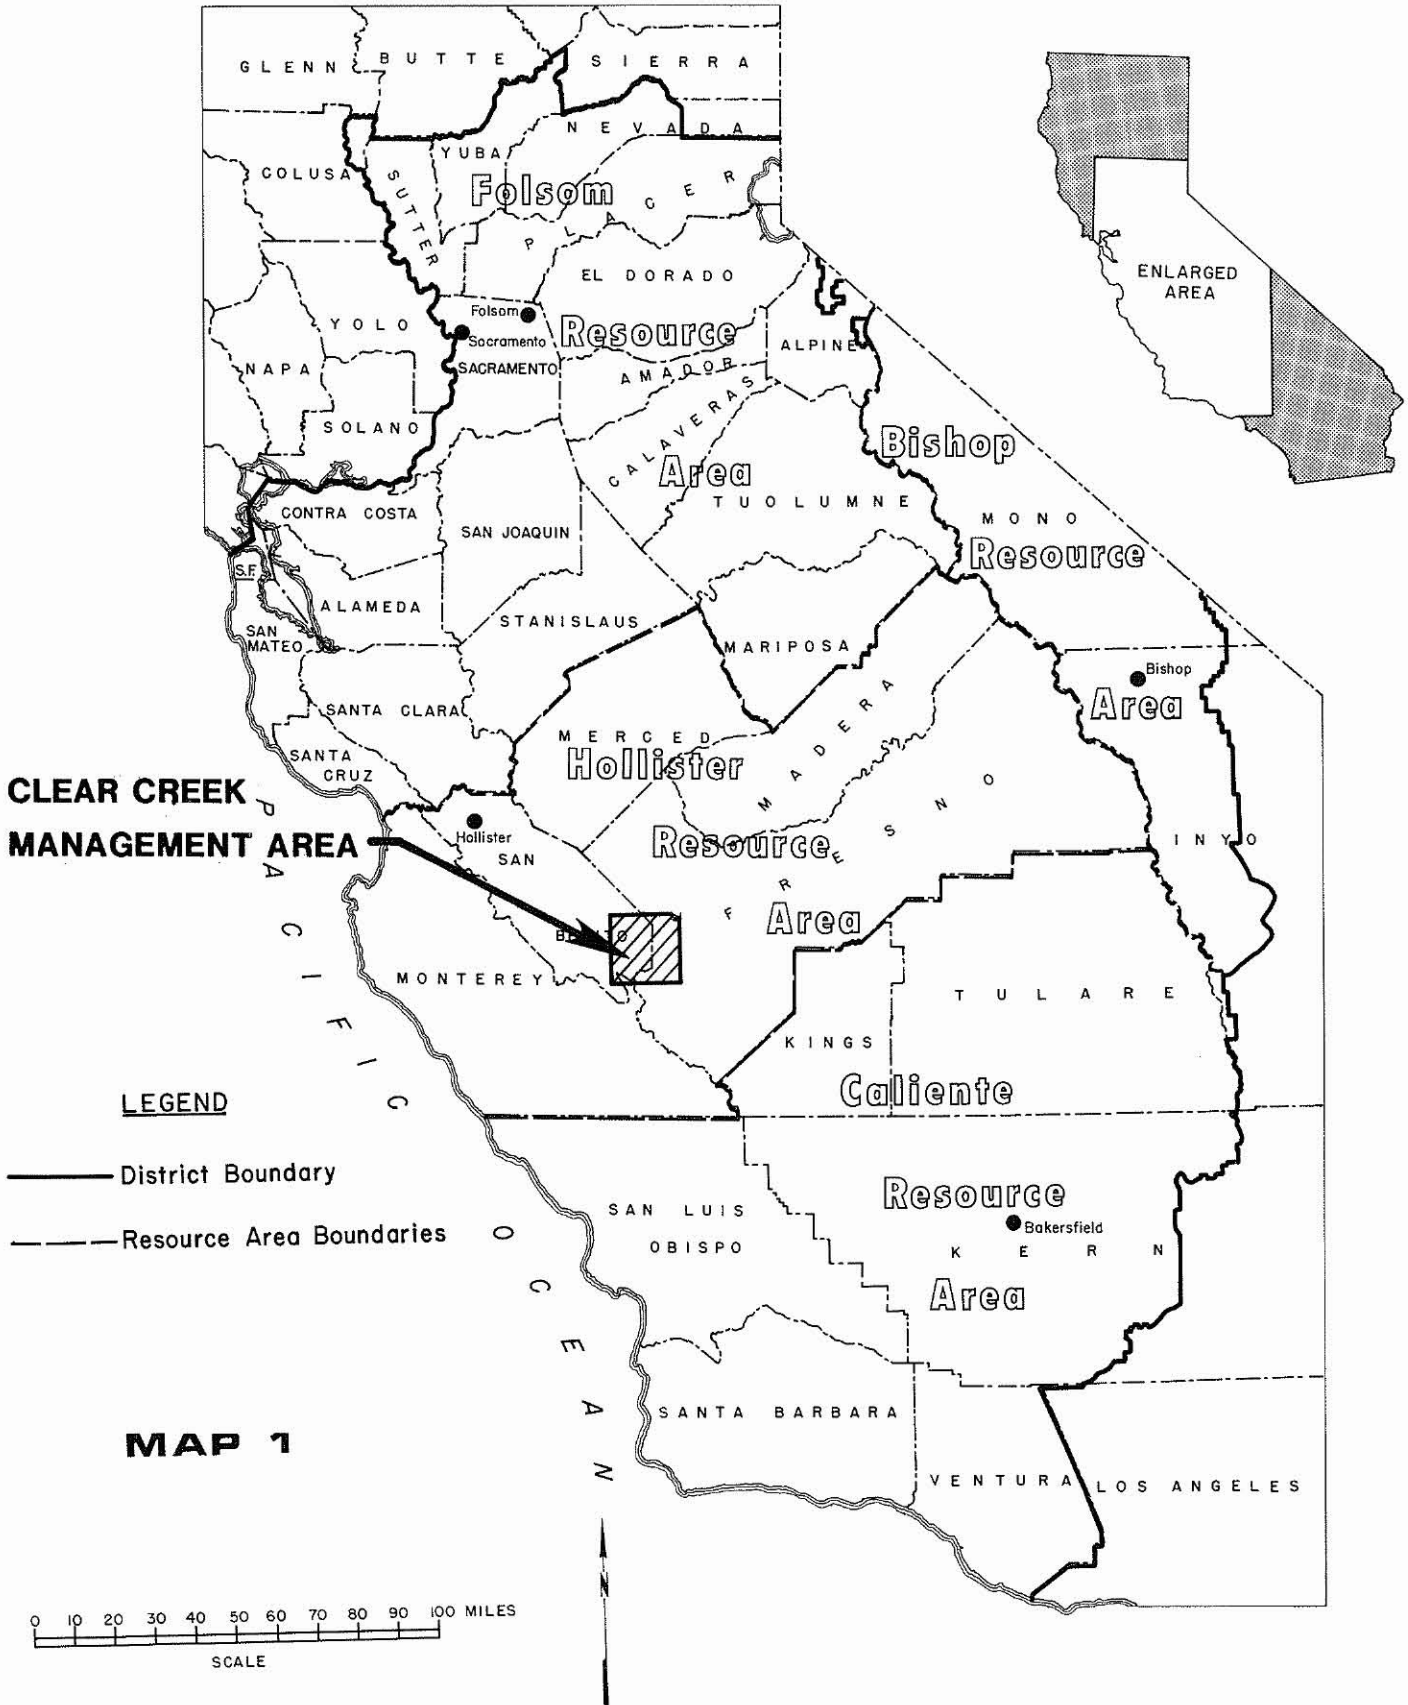 GLENN
BUTTE
SIERRA
NEVADA
COLUSA
YUBA
SUTTER
Folsom
PLACER
EL DORADO
YOLO
Folsom
Sacramento
Resource
ALPINE
NAPA
SACRAMENTO
AMADOR
CALAVERAS
SOLANO
Bishop
Area
TUOLUMNE
CONTRA COSTA
SAN JOAQUIN
MONO
Resource
S.F.
ALAMEDA
STANISLAUS
SAN
MATEO
MARIPOSA
Bishop
Area
SANTA CLARA
MERCED
MADERA
SANTA
CRUZ
Hollister
CLEAR CREEK
MANAGEMENT AREA
Hollister
SAN
BENITO
Resource
FRESNO
INYO
Area
MONTEREY
TULARE
KINGS
Caliente
PACIFIC OCEAN
LEGEND
District Boundary
Resource Area Boundaries
Resource
SAN LUIS
OBISPO
Bakersfield
KERN
Area
SANTA BARBARA
MAP 1
VENTURA
LOS ANGELES
N
0 10 20 30 40 50 60 70 80 90 100 MILES
SCALE
ENLARGED
AREA